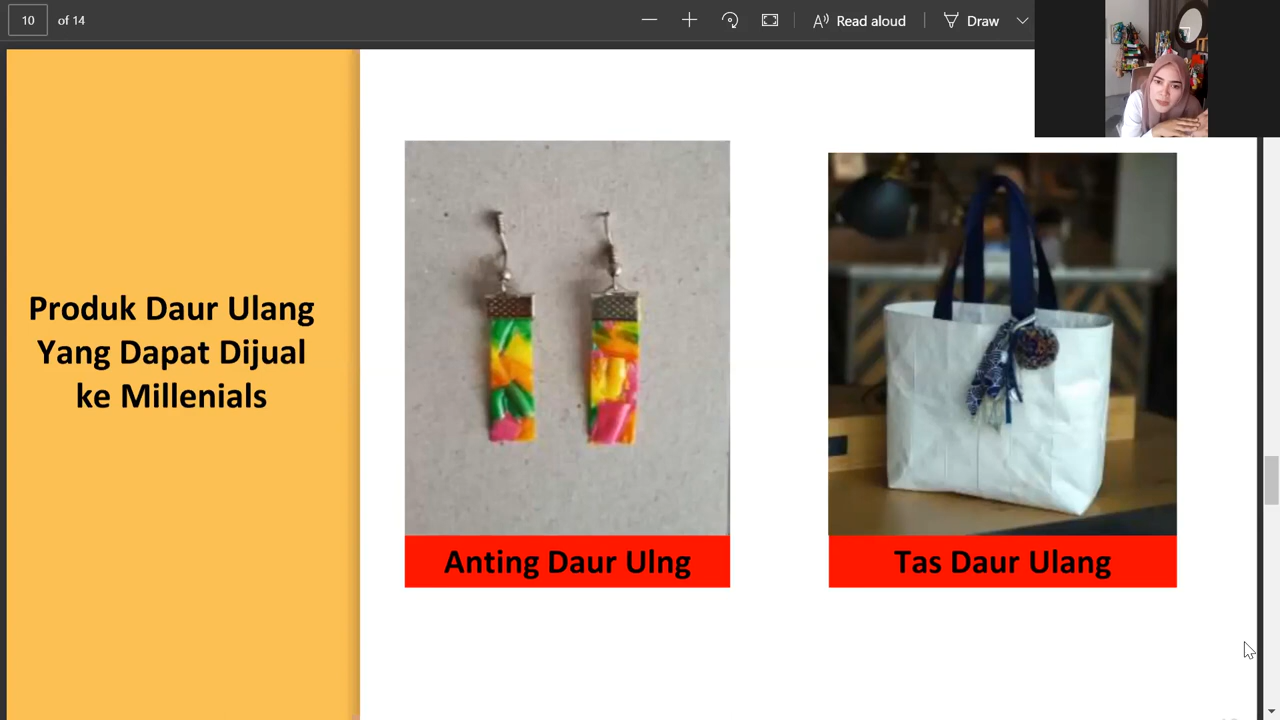 10 of 14
Read aloud
Draw
Produk Daur Ulang
Yang Dapat Dijual
ke Millenials
Anting Daur Ulng
Tas Daur Ulang